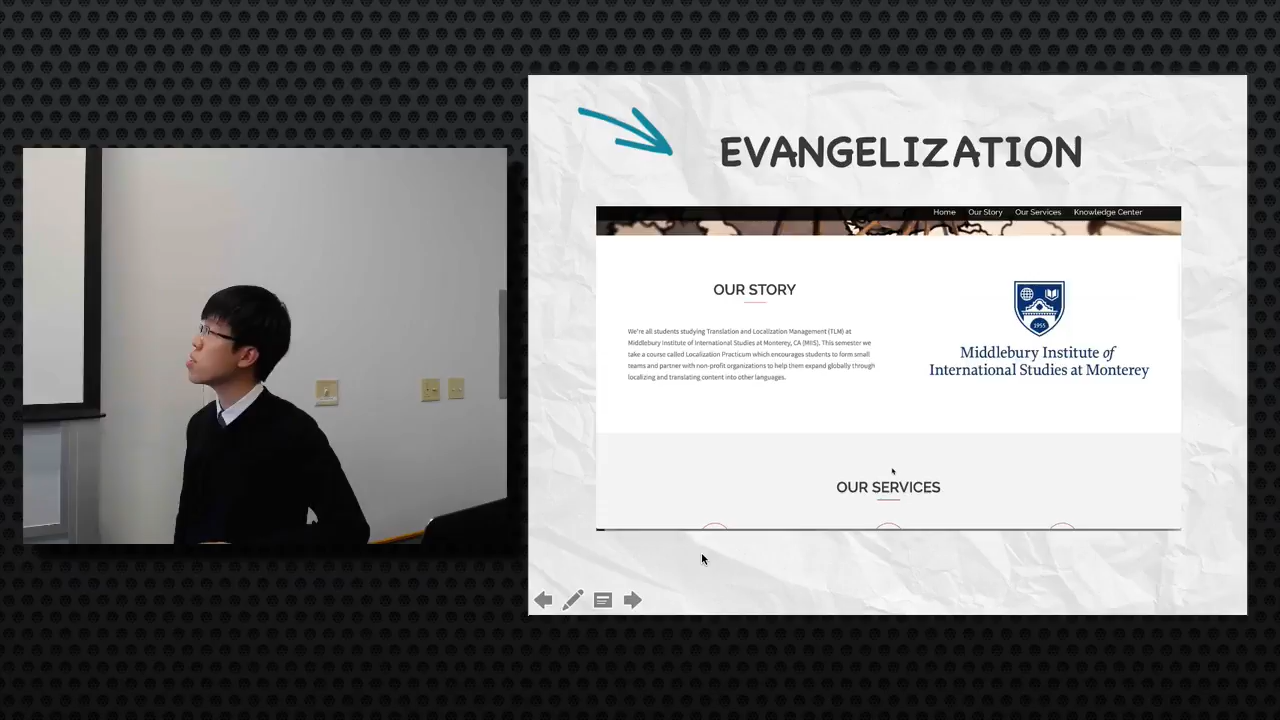 EVANGELIZATION
Home Our Story Our Services Knowledge Center
OUR STORY
We're all students studying Translation and Localization Management (TLM) at
Middlebury Institute of International Studies at Monterey, CA (MIIS). This semester we
take a course called Localization Practicum which encourages students to form small
teams and partner with non-profit organizations to help them expand globally through
localizing and translating content into other languages.
1955
Middlebury Institute of
International Studies at Monterey
OUR SERVICES